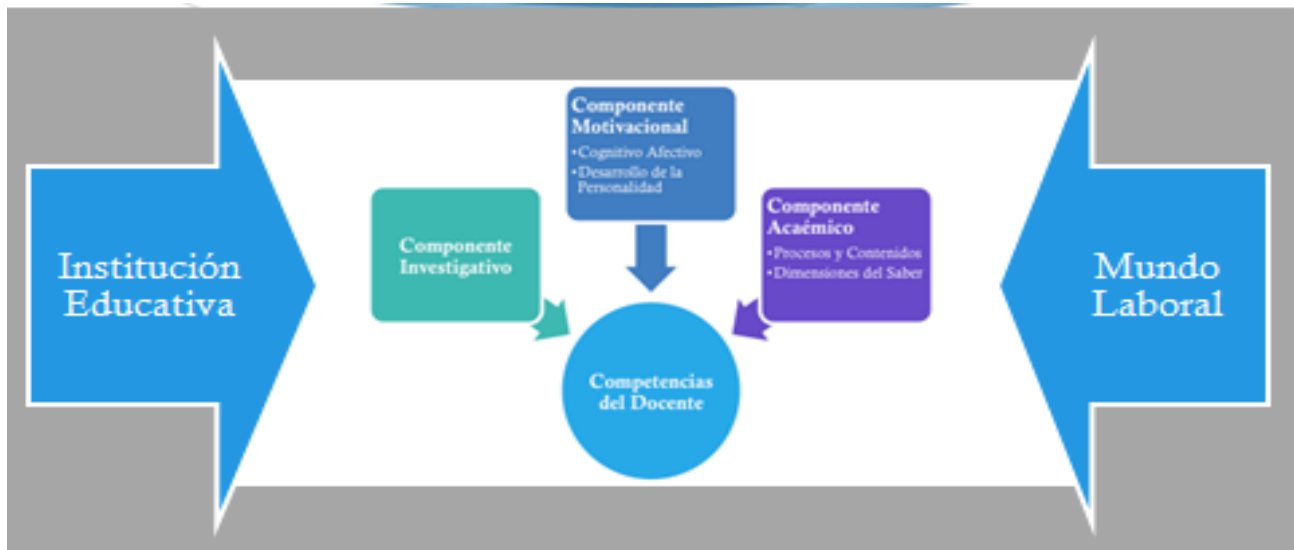 Institución
Educativa
Componente
Investigativo
Componente
Motivacional
•Cognitivo Afectivo
•Desarrollo de la
Personalidad
Componente
Acaémico
•Procesos y Contenidos
•Dimensiones del Saber
Competencias
del Docente
Mundo
Laboral